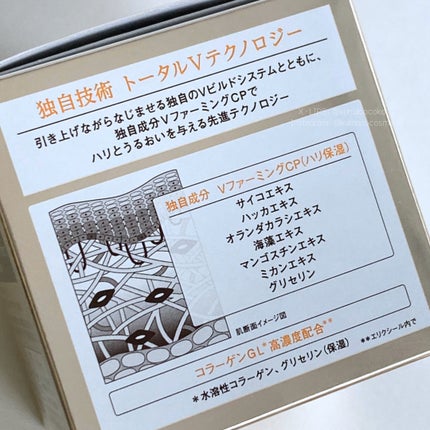 独自技術 トータルVテクノロジー
引き上げながらなじませる独自のVビルドシステムとともに、
独自成分 VファーミングCPで
ハリとうるおいを与える先進テクノロジー
独自成分 VファーミングCP(ハリ保湿)
サイコエキス
ハッカエキス
オランダカラシエキス
海藻エキス
マンゴスチンエキス
ミカンエキス
グリセリン
肌断面イメージ図
コラーゲンGL*高濃度配合**
*水溶性コラーゲン、グリセリン(保湿)
**エリクシール内で